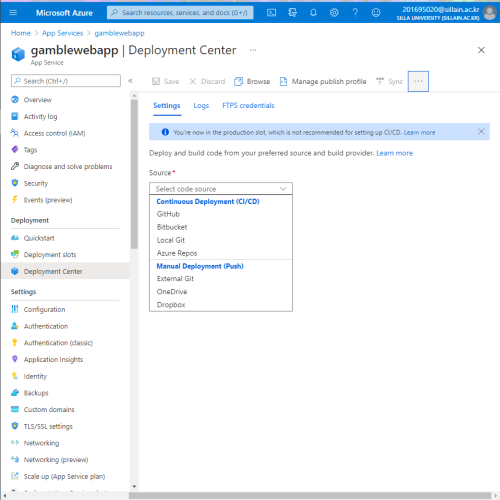 Microsoft Azure
Search resources, services, and docs (G+/)
201695020@sillain.ac.kr
SILLA UNIVERSITY (SILLAIN.AC.KR)
Home > App Services > gamblewebapp
gamblewebapp | Deployment Center ...
App Service
Search (Ctrl+/)
Save
Discard
Browse
Manage publish profile
Sync
...
Overview
Activity log
Access control (IAM)
Tags
Diagnose and solve problems
Security
Events (preview)
Deployment
Quickstart
Deployment slots
Deployment Center
Settings
Configuration
Authentication
Authentication (classic)
Application Insights
Identity
Backups
Custom domains
TLS/SSL settings
Networking
Networking (preview)
Scale up (App Service plan)
Settings
Logs
FTPS credentials
You're now in the production slot, which is not recommended for setting up CI/CD. Learn more
Deploy and build code from your preferred source and build provider. Learn more
Source*
Select code source
Continuous Deployment (CI/CD)
GitHub
Bitbucket
Local Git
Azure Repos
Manual Deployment (Push)
External Git
OneDrive
Dropbox